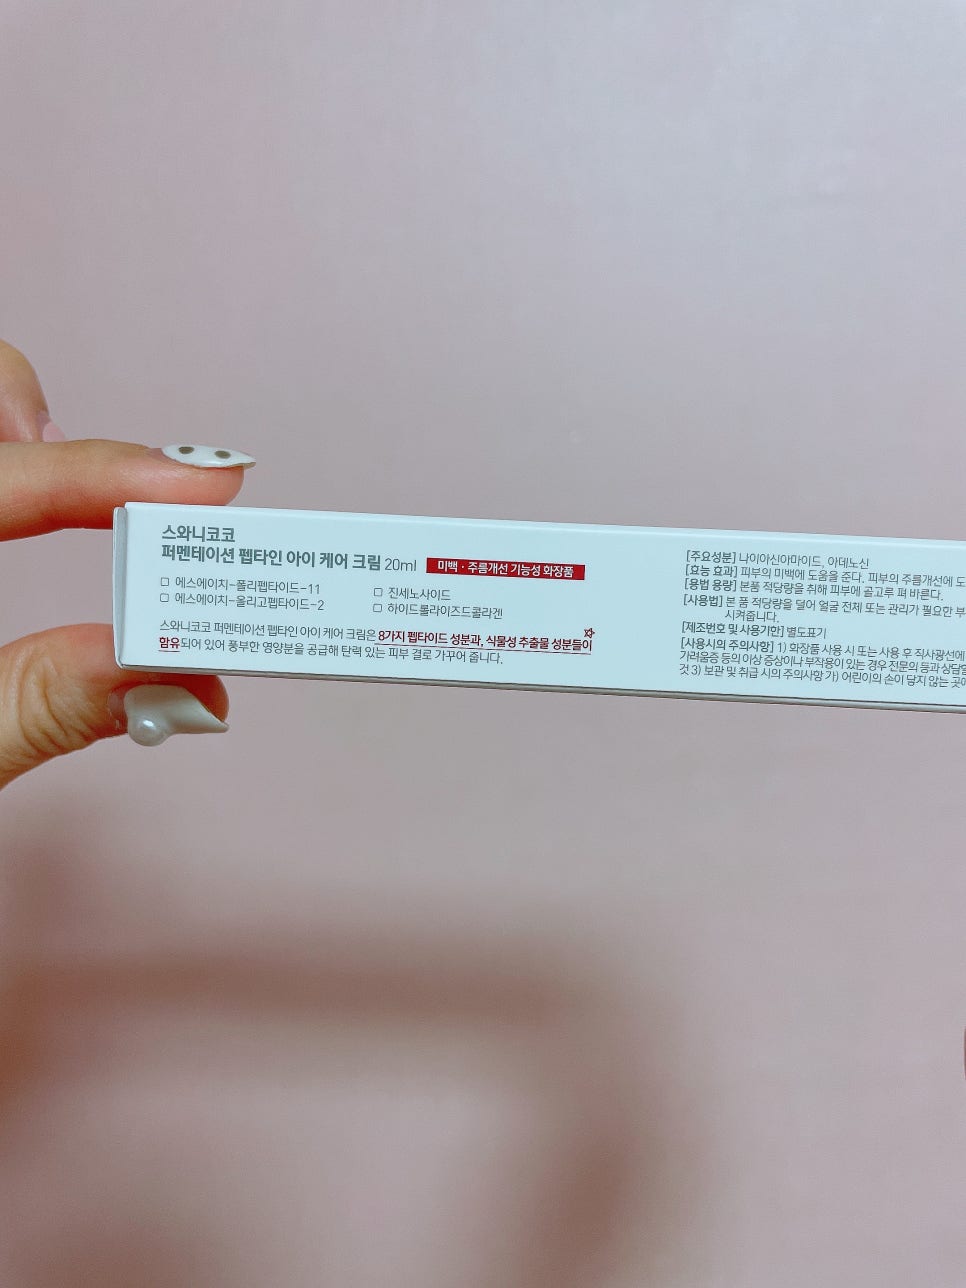 스와니코코
퍼멘테이션 펩타인 아이 케어 크림 20ml 미백·주름개선 기능성 화장품
□ 에스에이치-폴리펩타이드-11 □ 진세노사이드
□ 에스에이치-올리고펩타이드-2 □ 하이드롤라이즈드콜라겐
스와니코코 퍼멘테이션 펩타인 아이 케어 크림은 8가지 펩타이드 성분과, 식물성 추출물 성분들이
함유되어 있어 풍부한 영양분을 공급해 탄력 있는 피부 결로 가꾸어 줍니다.
[주요성분] 나이아신아마이드, 아데노신
[효능 효과] 피부의 미백에 도움을 준다. 피부의 주름개선에 도
[용법 용량] 본품 적당량을 취해 피부에 골고루 펴 바른다.
[사용법] 본 품 적당량을 덜어 얼굴 전체 또는 관리가 필요한 부
시켜줍니다.
[제조번호 및 사용기한] 별도표기
[사용시의 주의사항] 1) 화장품 사용 시 또는 사용 후 직사광선에
가려움증 등의 이상 증상이나 부작용이 있는 경우 전문의 등과 상담할
것 3) 보관 및 취급 시의 주의사항 가) 어린이의 손이 닿지 않는 곳에